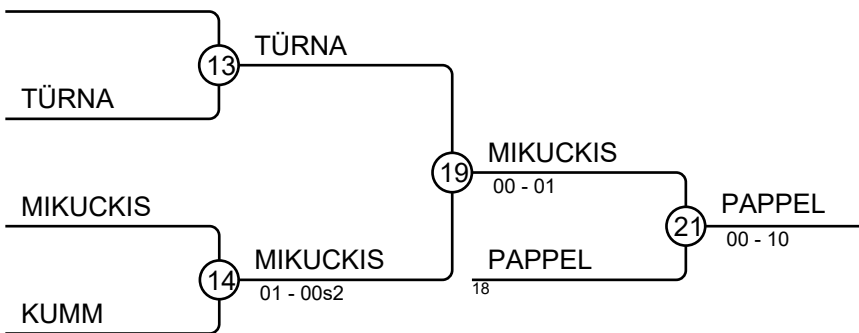 TÜRNA
13
TÜRNA
MIKUCKIS
14
KUMM
MIKUCKIS
01 - 00s2
19
MIKUCKIS
00 - 01
PAPPEL
18
21
PAPPEL
00 - 10